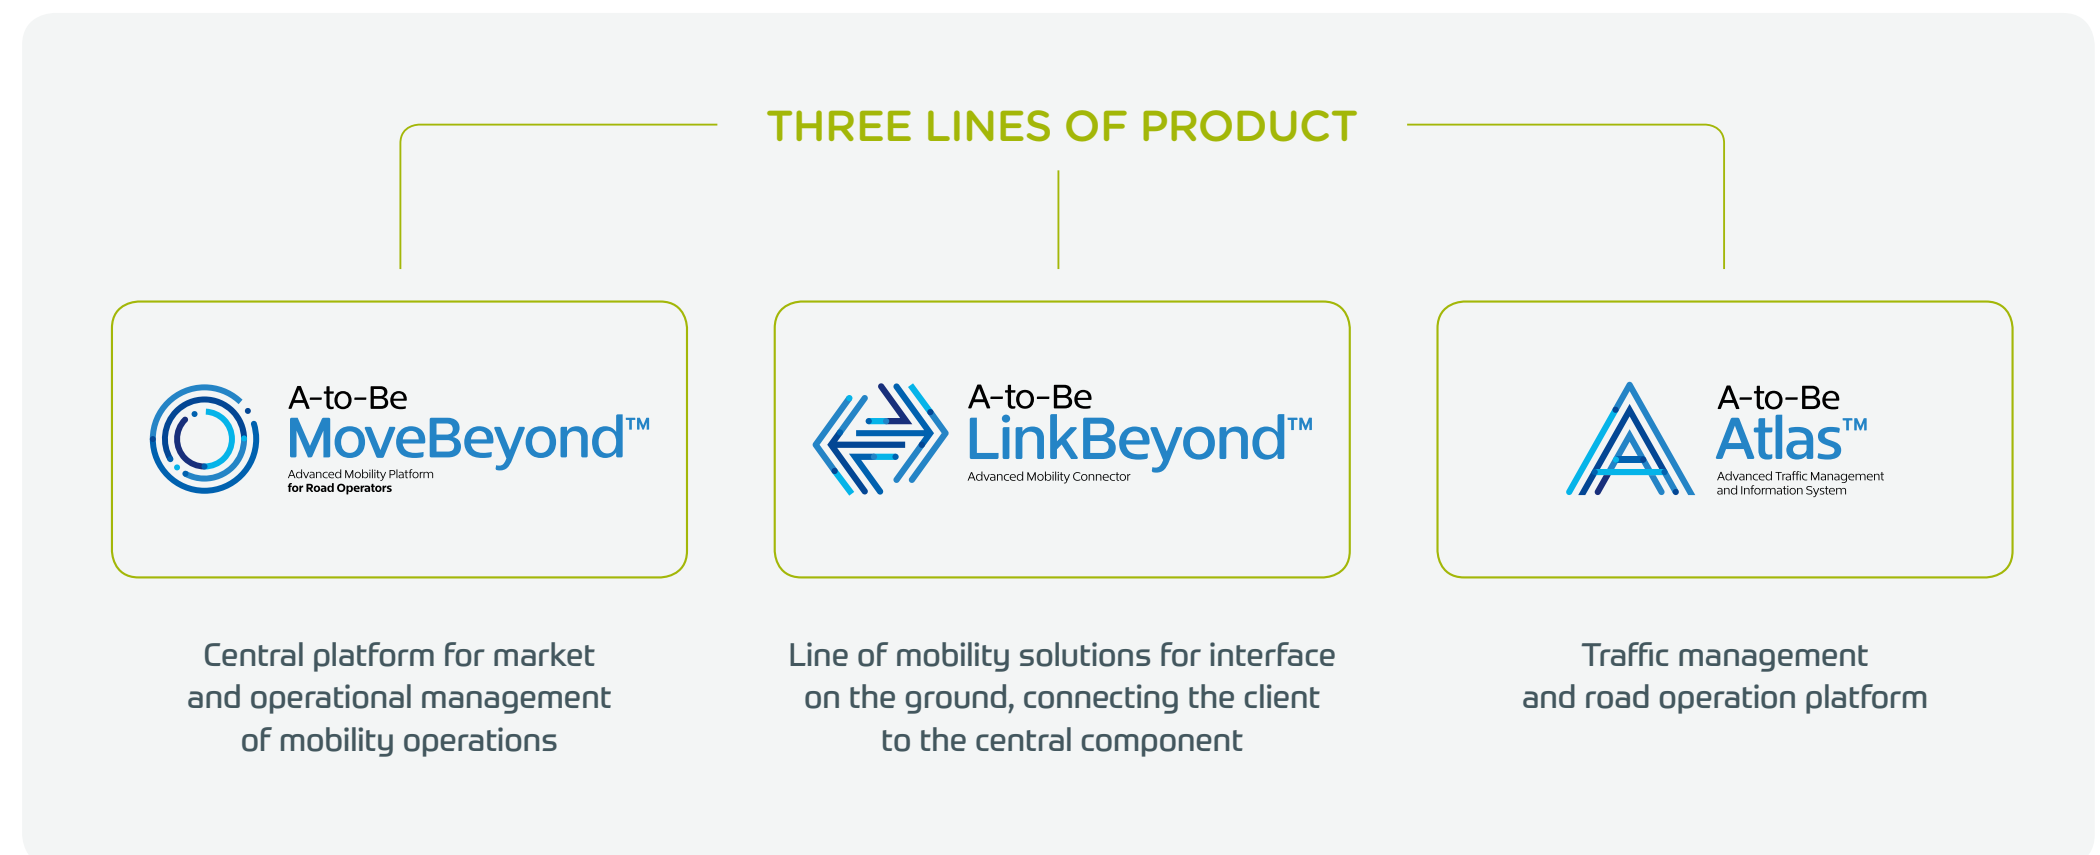 THREE LINES OF PRODUCT
A-to-Be
MoveBeyond™
Advanced Mobility Platform
for Road Operators
A-to-Be
LinkBeyond™
Advanced Mobility Connector
A-to-Be
Atlas™
Advanced Traffic Management
and Information System
Central platform for market
and operational management
of mobility operations
Line of mobility solutions for interface
on the ground, connecting the client
to the central component
Traffic management
and road operation platform